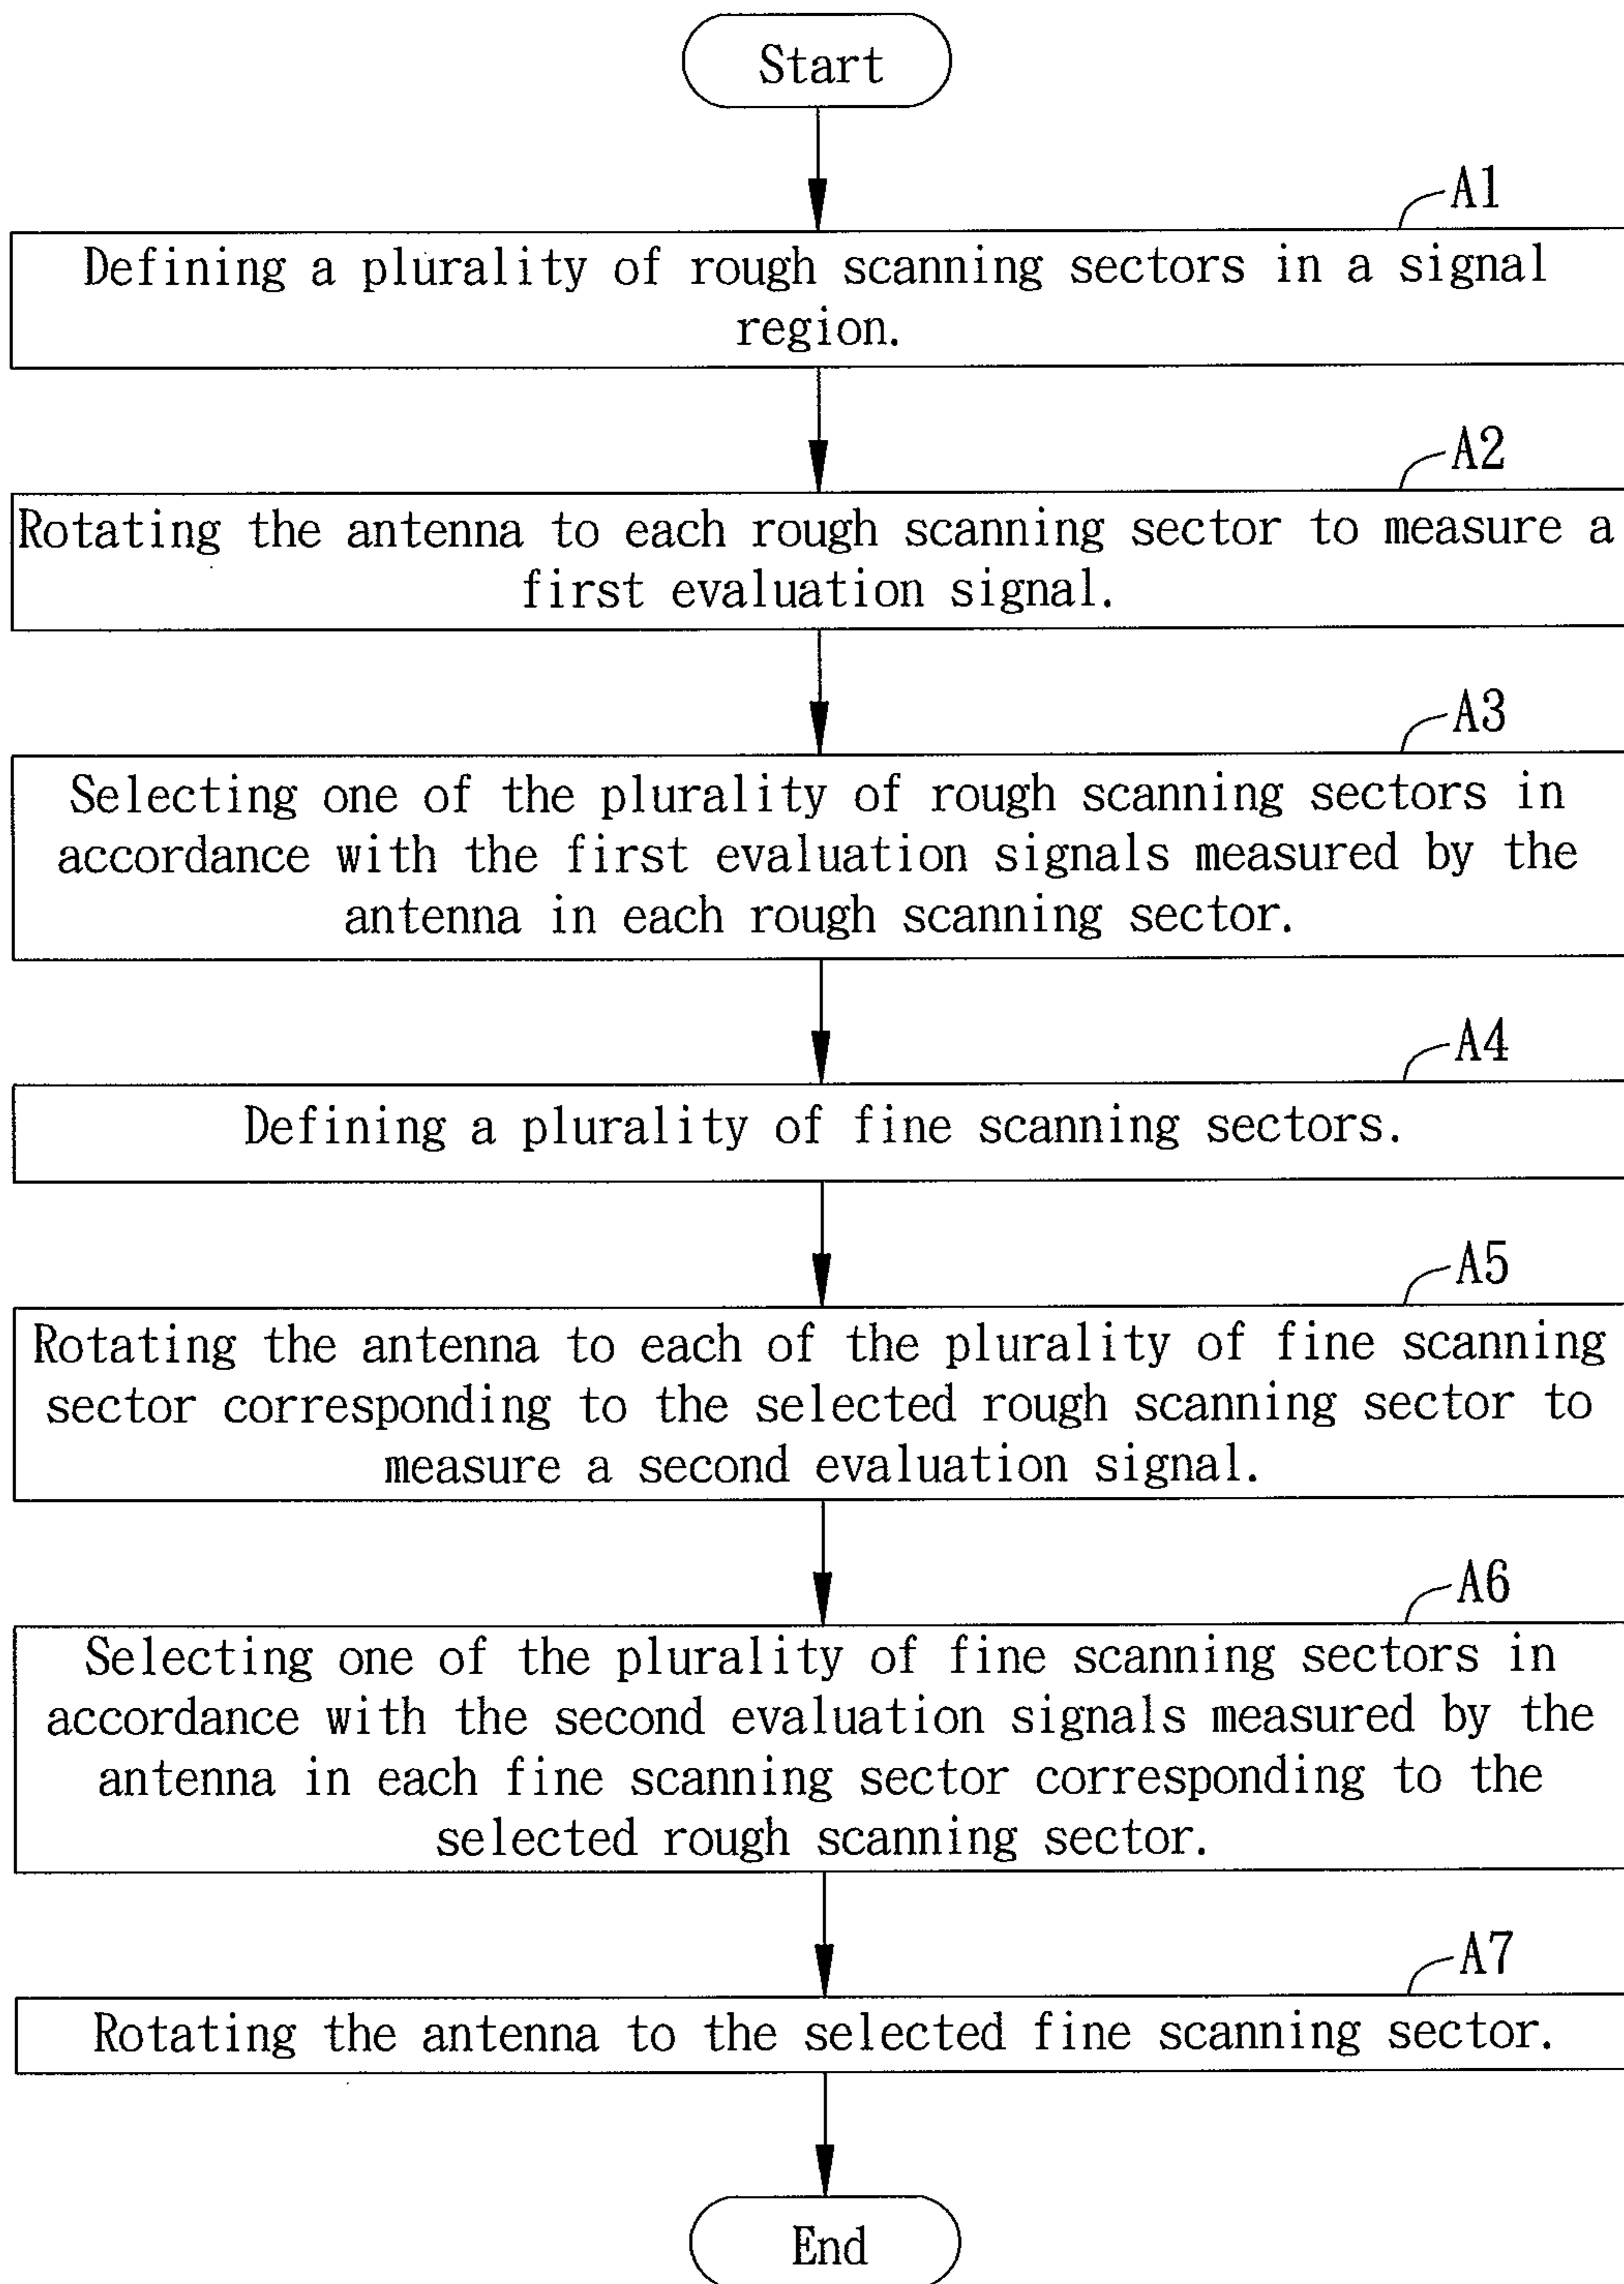 Start
A1
Defining a plurality of rough scanning sectors in a signal
region.
A2
Rotating the antenna to each rough scanning sector to measure a
first evaluation signal.
A3
Selecting one of the plurality of rough scanning sectors in
accordance with the first evaluation signals measured by the
antenna in each rough scanning sector.
A4
Defining a plurality of fine scanning sectors.
A5
Rotating the antenna to each of the plurality of fine scanning
sector corresponding to the selected rough scanning sector to
measure a second evaluation signal.
A6
Selecting one of the plurality of fine scanning sectors in
accordance with the second evaluation signals measured by the
antenna in each fine scanning sector corresponding to the
selected rough scanning sector.
A7
Rotating the antenna to the selected fine scanning sector.
End